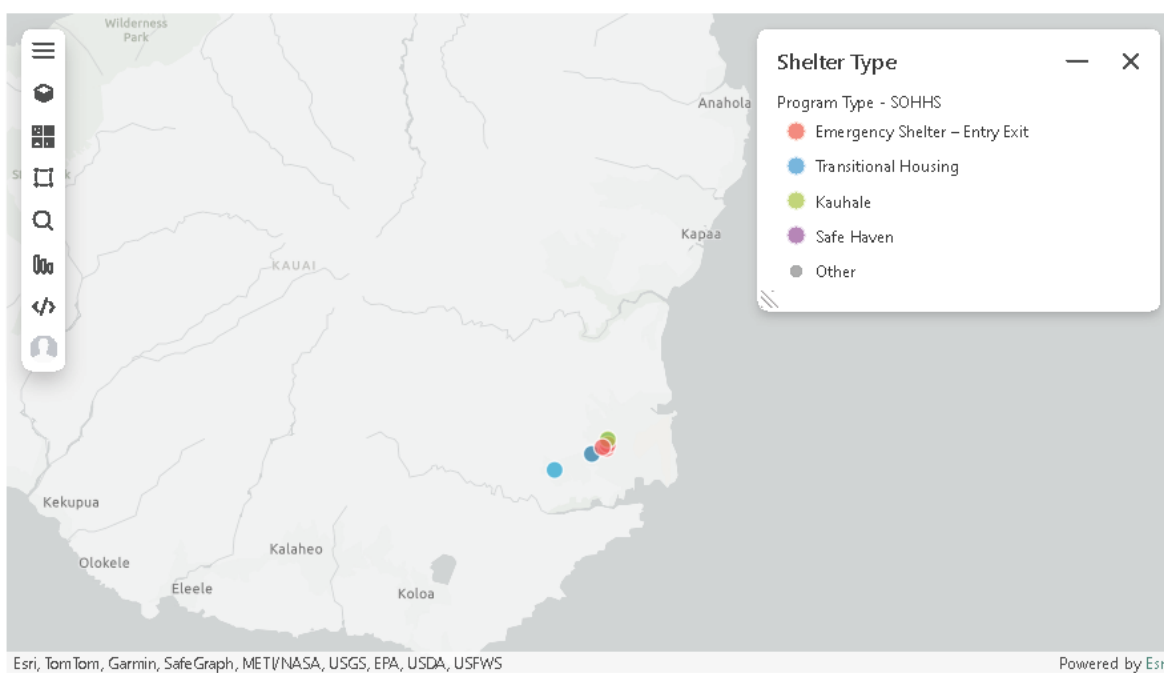 Wilderness
Park
Anahola
Kapaa
KAUAI
Kekupua
Olokele
Eleele
Kalaheo
Koloa
Shelter Type
Program Type - SOHHS
Emergency Shelter – Entry Exit
Transitional Housing
Kauhale
Safe Haven
Other
Esri, TomTom, Garmin, SafeGraph, METI/NASA, USGS, EPA, USDA, USFWS
Powered by Esr